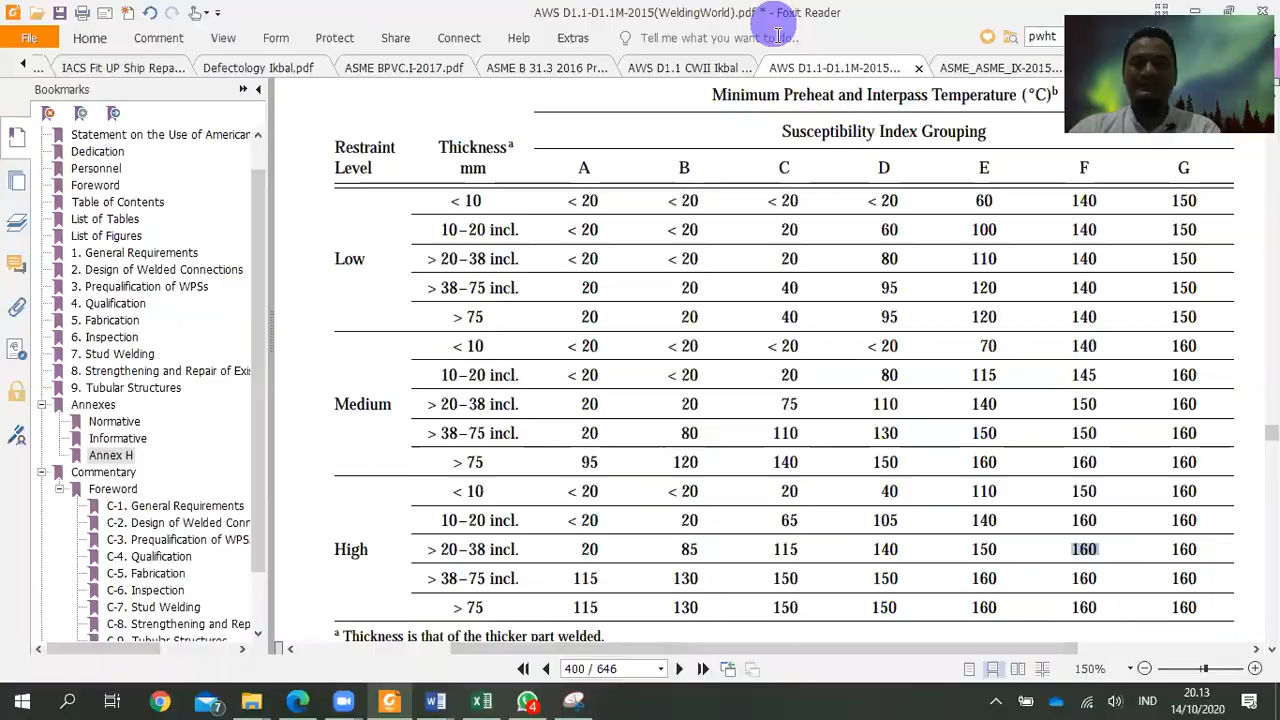 AWS D1.1-D1.1M-2015(WeldingWorld).pdf * - Foxit Reader
File Home Comment View Form Protect Share Connect Help Extras Tell me what you want to do.. pwht
... IACS Fit UP Ship Repa... Defectology Ikbal.pdf ASME BPVC.I-2017.pdf ASME B 31.3 2016 Pr... AWS D1.1 CWII Ikbal ... AWS D1.1-D1.1M-2015... ASME_ASME_IX-2015...
Bookmarks
Statement on the Use of American
Dedication
Personnel
Foreword
Table of Contents
List of Tables
List of Figures
1. General Requirements
2. Design of Welded Connections
3. Prequalification of WPSs
4. Qualification
5. Fabrication
6. Inspection
7. Stud Welding
8. Strengthening and Repair of Exis
9. Tubular Structures
Annexes
Normative
Informative
Annex H
Commentary
Foreword
C-1. General Requirements
C-2. Design of Welded Conn
C-3. Prequalification of WPS
C-4. Qualification
C-5. Fabrication
C-6. Inspection
C-7. Stud Welding
C-8. Strengthening and Rep
C-9. Tubular Structures
Minimum Preheat and Interpass Temperature (°C)b
Susceptibility Index Grouping
Restraint Level Thicknessa mm A B C D E F G
< 10 < 20 < 20 < 20 < 20 60 140 150
10–20 incl. < 20 < 20 20 60 100 140 150
Low > 20–38 incl. < 20 < 20 20 80 110 140 150
> 38–75 incl. 20 20 40 95 120 140 150
> 75 20 20 40 95 120 140 150
< 10 < 20 < 20 < 20 < 20 70 140 160
10–20 incl. < 20 < 20 20 80 115 145 160
Medium > 20–38 incl. 20 20 75 110 140 150 160
> 38–75 incl. 20 80 110 130 150 150 160
> 75 95 120 140 150 160 160 160
< 10 < 20 < 20 20 40 110 150 160
10–20 incl. < 20 20 65 105 140 160 160
High > 20–38 incl. 20 85 115 140 150 160 160
> 38–75 incl. 115 130 150 150 160 160 160
> 75 115 130 150 150 160 160 160
a Thickness is that of the thicker part welded.
400 / 646 150%
7 4 IND 20.13
14/10/2020